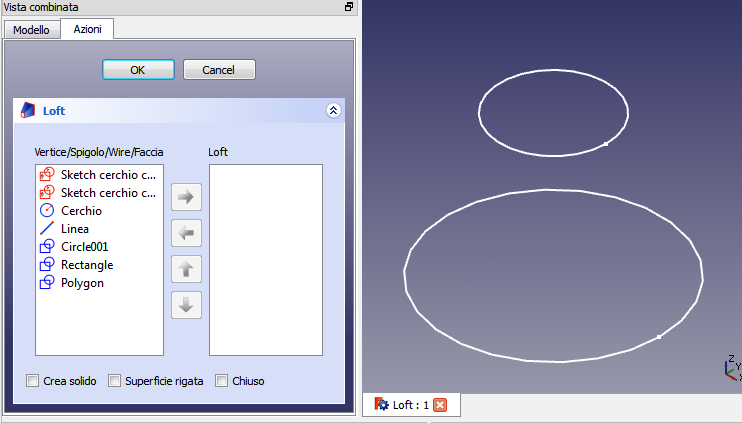 Vista combinata
Modello
Azioni
OK
Cancel
Loft
Vertice/Spigolo/Wire/Faccia
Loft
Sketch cerchio c...
Sketch cerchio c...
Cerchio
Linea
Circle001
Rectangle
Polygon
Crea solido
Superficie rigata
Chiuso
Z
Y
X
Loft : 1